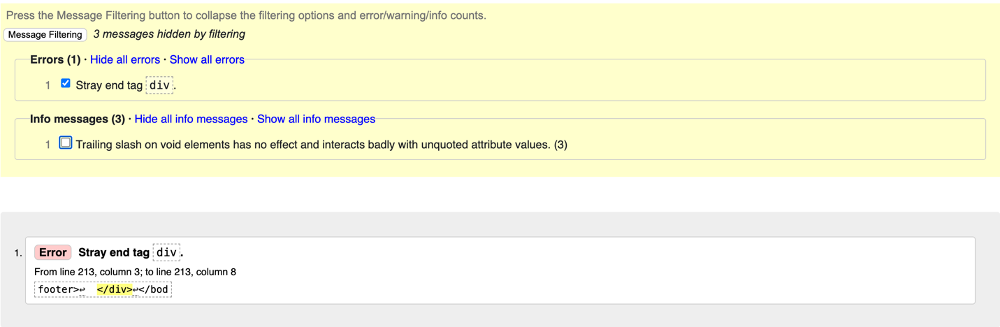 Press the Message Filtering button to collapse the filtering options and error/warning/info counts.
Message Filtering 3 messages hidden by filtering
Errors (1) · Hide all errors · Show all errors
1 Stray end tag div.
Info messages (3) · Hide all info messages · Show all info messages
1 Trailing slash on void elements has no effect and interacts badly with unquoted attribute values. (3)
1. Error Stray end tag div.
From line 213, column 3; to line 213, column 8
footer>↩  </div>↩</bod